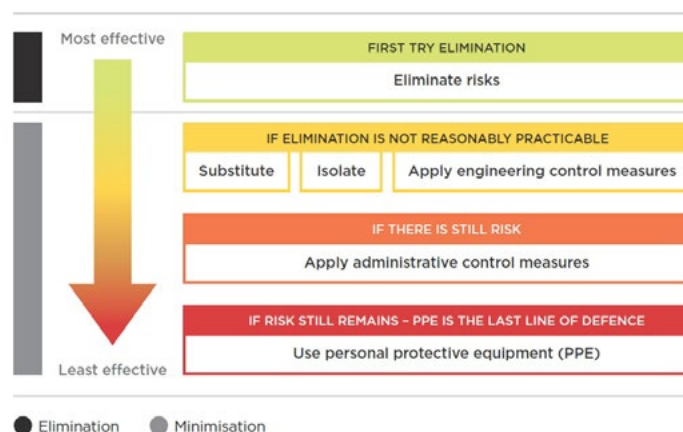 Most effective
FIRST TRY ELIMINATION
Eliminate risks
IF ELIMINATION IS NOT REASONABLY PRACTICABLE
Substitute
Isolate
Apply engineering control measures
IF THERE IS STILL RISK
Apply administrative control measures
IF RISK STILL REMAINS – PPE IS THE LAST LINE OF DEFENCE
Use personal protective equipment (PPE)
Least effective
Elimination
Minimisation